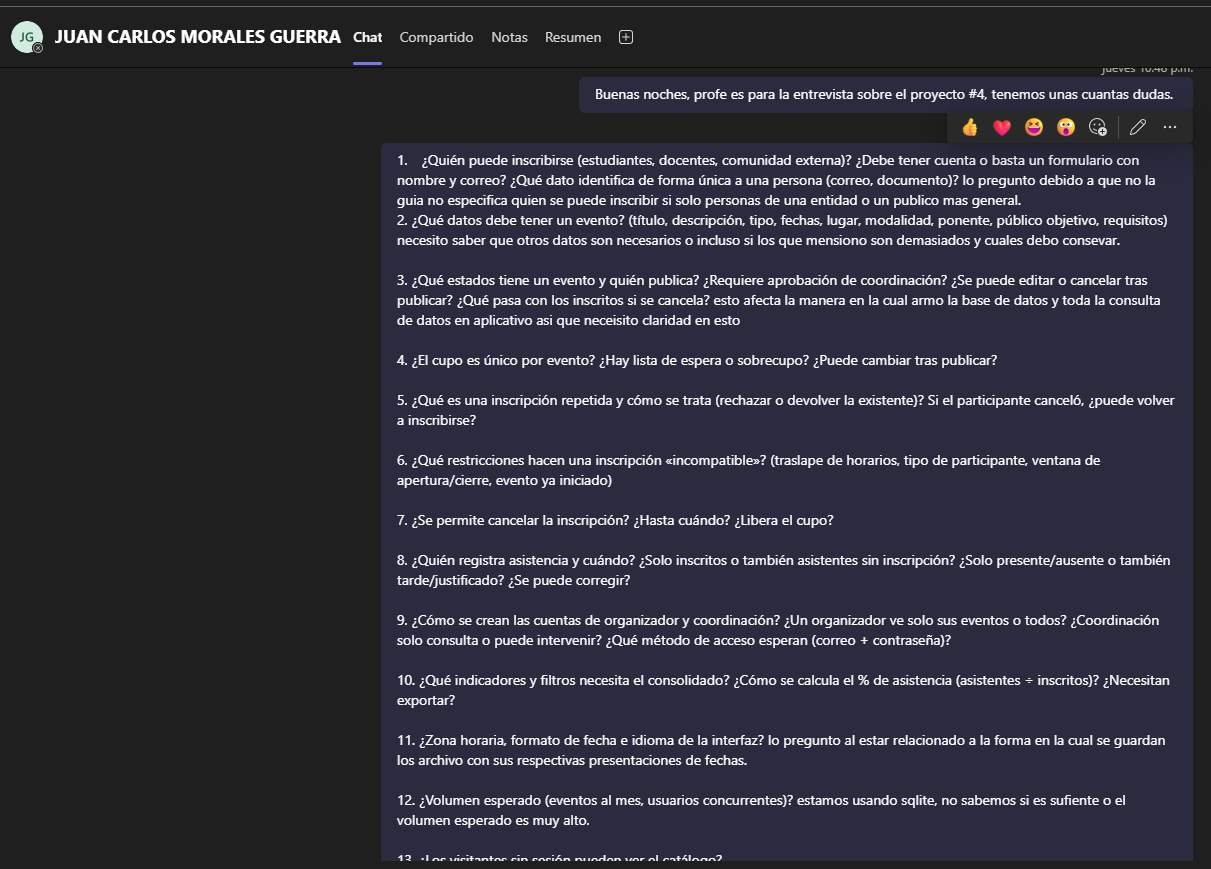 JG
JUAN CARLOS MORALES GUERRA Chat Compartido Notas Resumen
jueves 10:48 p.m.
Buenas noches, profe es para la entrevista sobre el proyecto #4, tenemos unas cuantas dudas.
1. ¿Quién puede inscribirse (estudiantes, docentes, comunidad externa)? ¿Debe tener cuenta o basta un formulario con
nombre y correo? ¿Qué dato identifica de forma única a una persona (correo, documento)? lo pregunto debido a que no la
guia no especifica quien se puede inscribir si solo personas de una entidad o un publico mas general.
2. ¿Qué datos debe tener un evento? (título, descripción, tipo, fechas, lugar, modalidad, ponente, público objetivo, requisitos)
necesito saber que otros datos son necesarios o incluso si los que mensiono son demasiados y cuales debo consevar.
3. ¿Qué estados tiene un evento y quién publica? ¿Requiere aprobación de coordinación? ¿Se puede editar o cancelar tras
publicar? ¿Qué pasa con los inscritos si se cancela? esto afecta la manera en la cual armo la base de datos y toda la consulta
de datos en aplicativo asi que neceisito claridad en esto
4. ¿El cupo es único por evento? ¿Hay lista de espera o sobrecupo? ¿Puede cambiar tras publicar?
5. ¿Qué es una inscripción repetida y cómo se trata (rechazar o devolver la existente)? Si el participante canceló, ¿puede volver
a inscribirse?
6. ¿Qué restricciones hacen una inscripción «incompatible»? (traslape de horarios, tipo de participante, ventana de
apertura/cierre, evento ya iniciado)
7. ¿Se permite cancelar la inscripción? ¿Hasta cuándo? ¿Libera el cupo?
8. ¿Quién registra asistencia y cuándo? ¿Solo inscritos o también asistentes sin inscripción? ¿Solo presente/ausente o también
tarde/justificado? ¿Se puede corregir?
9. ¿Cómo se crean las cuentas de organizador y coordinación? ¿Un organizador ve solo sus eventos o todos? ¿Coordinación
solo consulta o puede intervenir? ¿Qué método de acceso esperan (correo + contraseña)?
10. ¿Qué indicadores y filtros necesita el consolidado? ¿Cómo se calcula el % de asistencia (asistentes ÷ inscritos)? ¿Necesitan
exportar?
11. ¿Zona horaria, formato de fecha e idioma de la interfaz? lo pregunto al estar relacionado a la forma en la cual se guardan
los archivo con sus respectivas presentaciones de fechas.
12. ¿Volumen esperado (eventos al mes, usuarios concurrentes)? estamos usando sqlite, no sabemos si es sufiente o el
volumen esperado es muy alto.
13. ¿Los visitantes sin sesión pueden ver el catálogo?